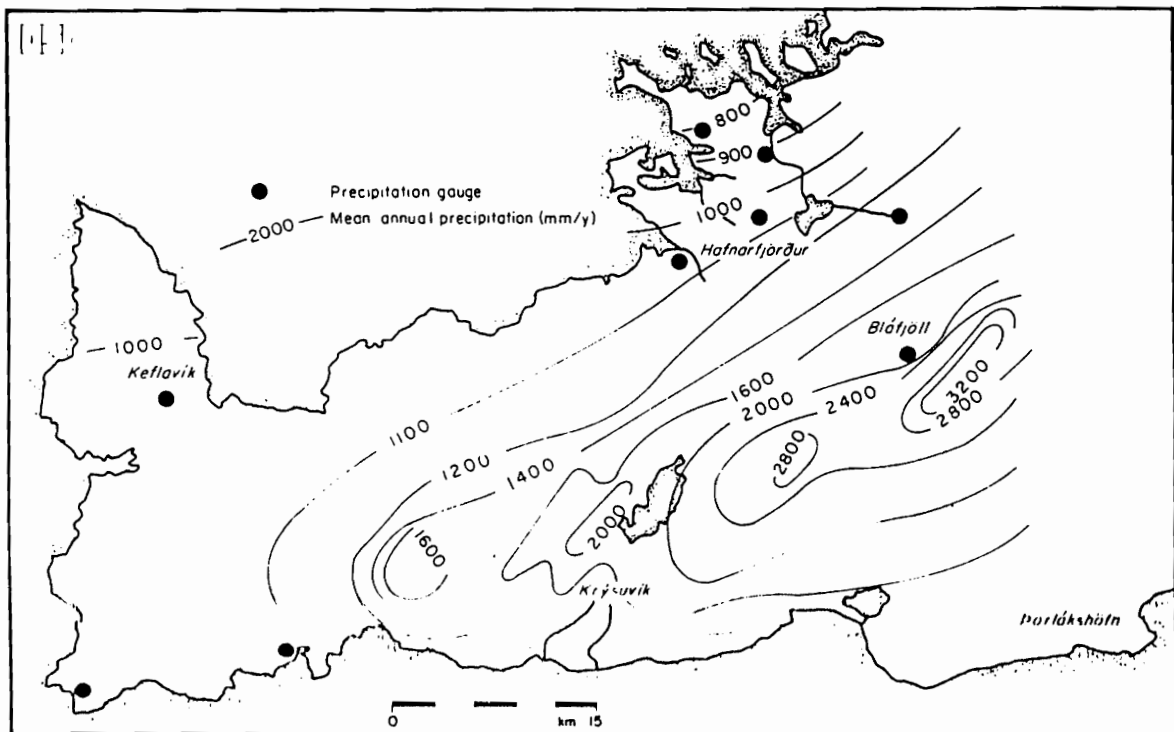 800
900
Precipitation gauge
2000 Mean annual precipitation (mm/y)
1000
Hafnarfjörður
Bláfjöll
1000
Keflavík
1600
2000
2400
3200
2800
1100
1200
1400
2800
2000
1600
Krýsuvík
Þorlákshöfn
0 km 15